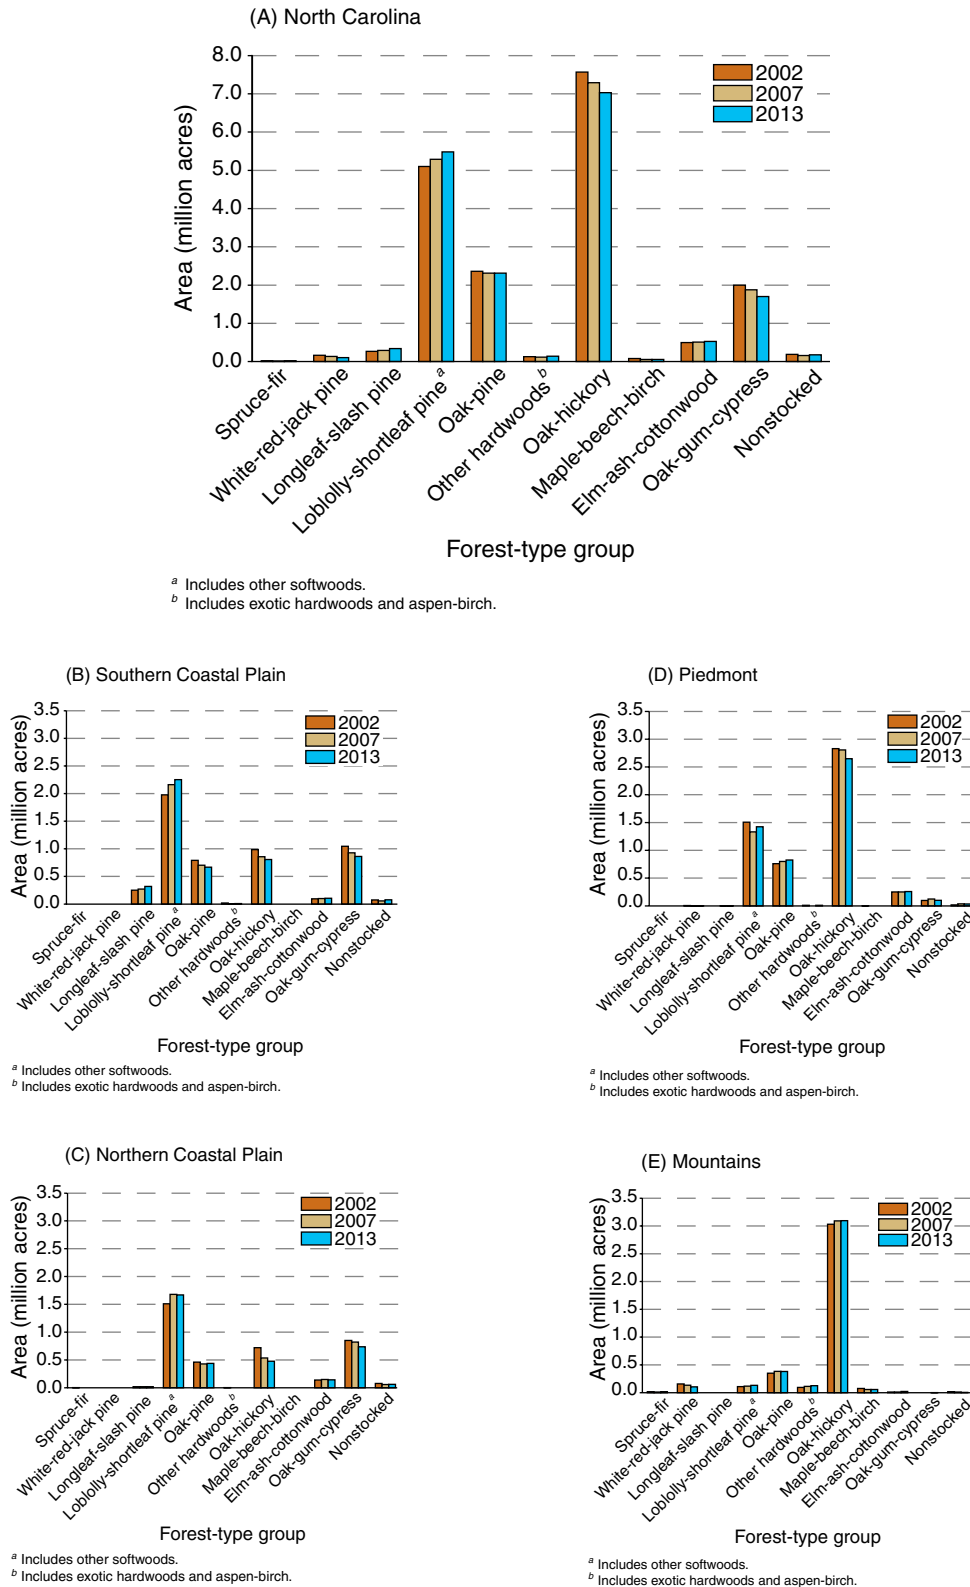 (A) North Carolina
8.0
7.0
6.0
5.0
4.0
3.0
2.0
1.0
0.0
Area (million acres)
2002
2007
2013
Spruce-fir
White-red-jack pine
Longleaf-slash pine
Loblolly-shortleaf pine a
Oak-pine
Other hardwoods b
Oak-hickory
Maple-beech-birch
Elm-ash-cottonwood
Oak-gum-cypress
Nonstocked
Forest-type group
a Includes other softwoods.
b Includes exotic hardwoods and aspen-birch.
(B) Southern Coastal Plain
3.5
3.0
2.5
2.0
1.5
1.0
0.5
0.0
Area (million acres)
2002
2007
2013
Spruce-fir
White-red-jack pine
Longleaf-slash pine
Loblolly-shortleaf pine a
Oak-pine
Other hardwoods b
Oak-hickory
Maple-beech-birch
Elm-ash-cottonwood
Oak-gum-cypress
Nonstocked
Forest-type group
a Includes other softwoods.
b Includes exotic hardwoods and aspen-birch.
(D) Piedmont
3.5
3.0
2.5
2.0
1.5
1.0
0.5
0.0
Area (million acres)
2002
2007
2013
Spruce-fir
White-red-jack pine
Longleaf-slash pine
Loblolly-shortleaf pine a
Oak-pine
Other hardwoods b
Oak-hickory
Maple-beech-birch
Elm-ash-cottonwood
Oak-gum-cypress
Nonstocked
Forest-type group
a Includes other softwoods.
b Includes exotic hardwoods and aspen-birch.
(C) Northern Coastal Plain
3.5
3.0
2.5
2.0
1.5
1.0
0.5
0.0
Area (million acres)
2002
2007
2013
Spruce-fir
White-red-jack pine
Longleaf-slash pine
Loblolly-shortleaf pine a
Oak-pine
Other hardwoods b
Oak-hickory
Maple-beech-birch
Elm-ash-cottonwood
Oak-gum-cypress
Nonstocked
Forest-type group
a Includes other softwoods.
b Includes exotic hardwoods and aspen-birch.
(E) Mountains
3.5
3.0
2.5
2.0
1.5
1.0
0.5
0.0
Area (million acres)
2002
2007
2013
Spruce-fir
White-red-jack pine
Longleaf-slash pine
Loblolly-shortleaf pine a
Oak-pine
Other hardwoods b
Oak-hickory
Maple-beech-birch
Elm-ash-cottonwood
Oak-gum-cypress
Nonstocked
Forest-type group
a Includes other softwoods.
b Includes exotic hardwoods and aspen-birch.